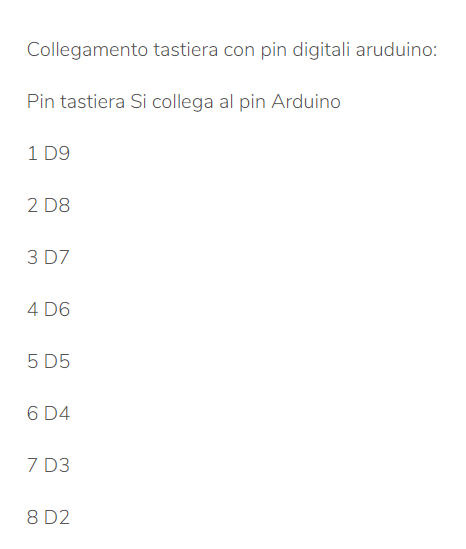 Collegamento tastiera con pin digitali aruduino:
Pin tastiera Si collega al pin Arduino
1 D9
2 D8
3 D7
4 D6
5 D5
6 D4
7 D3
8 D2